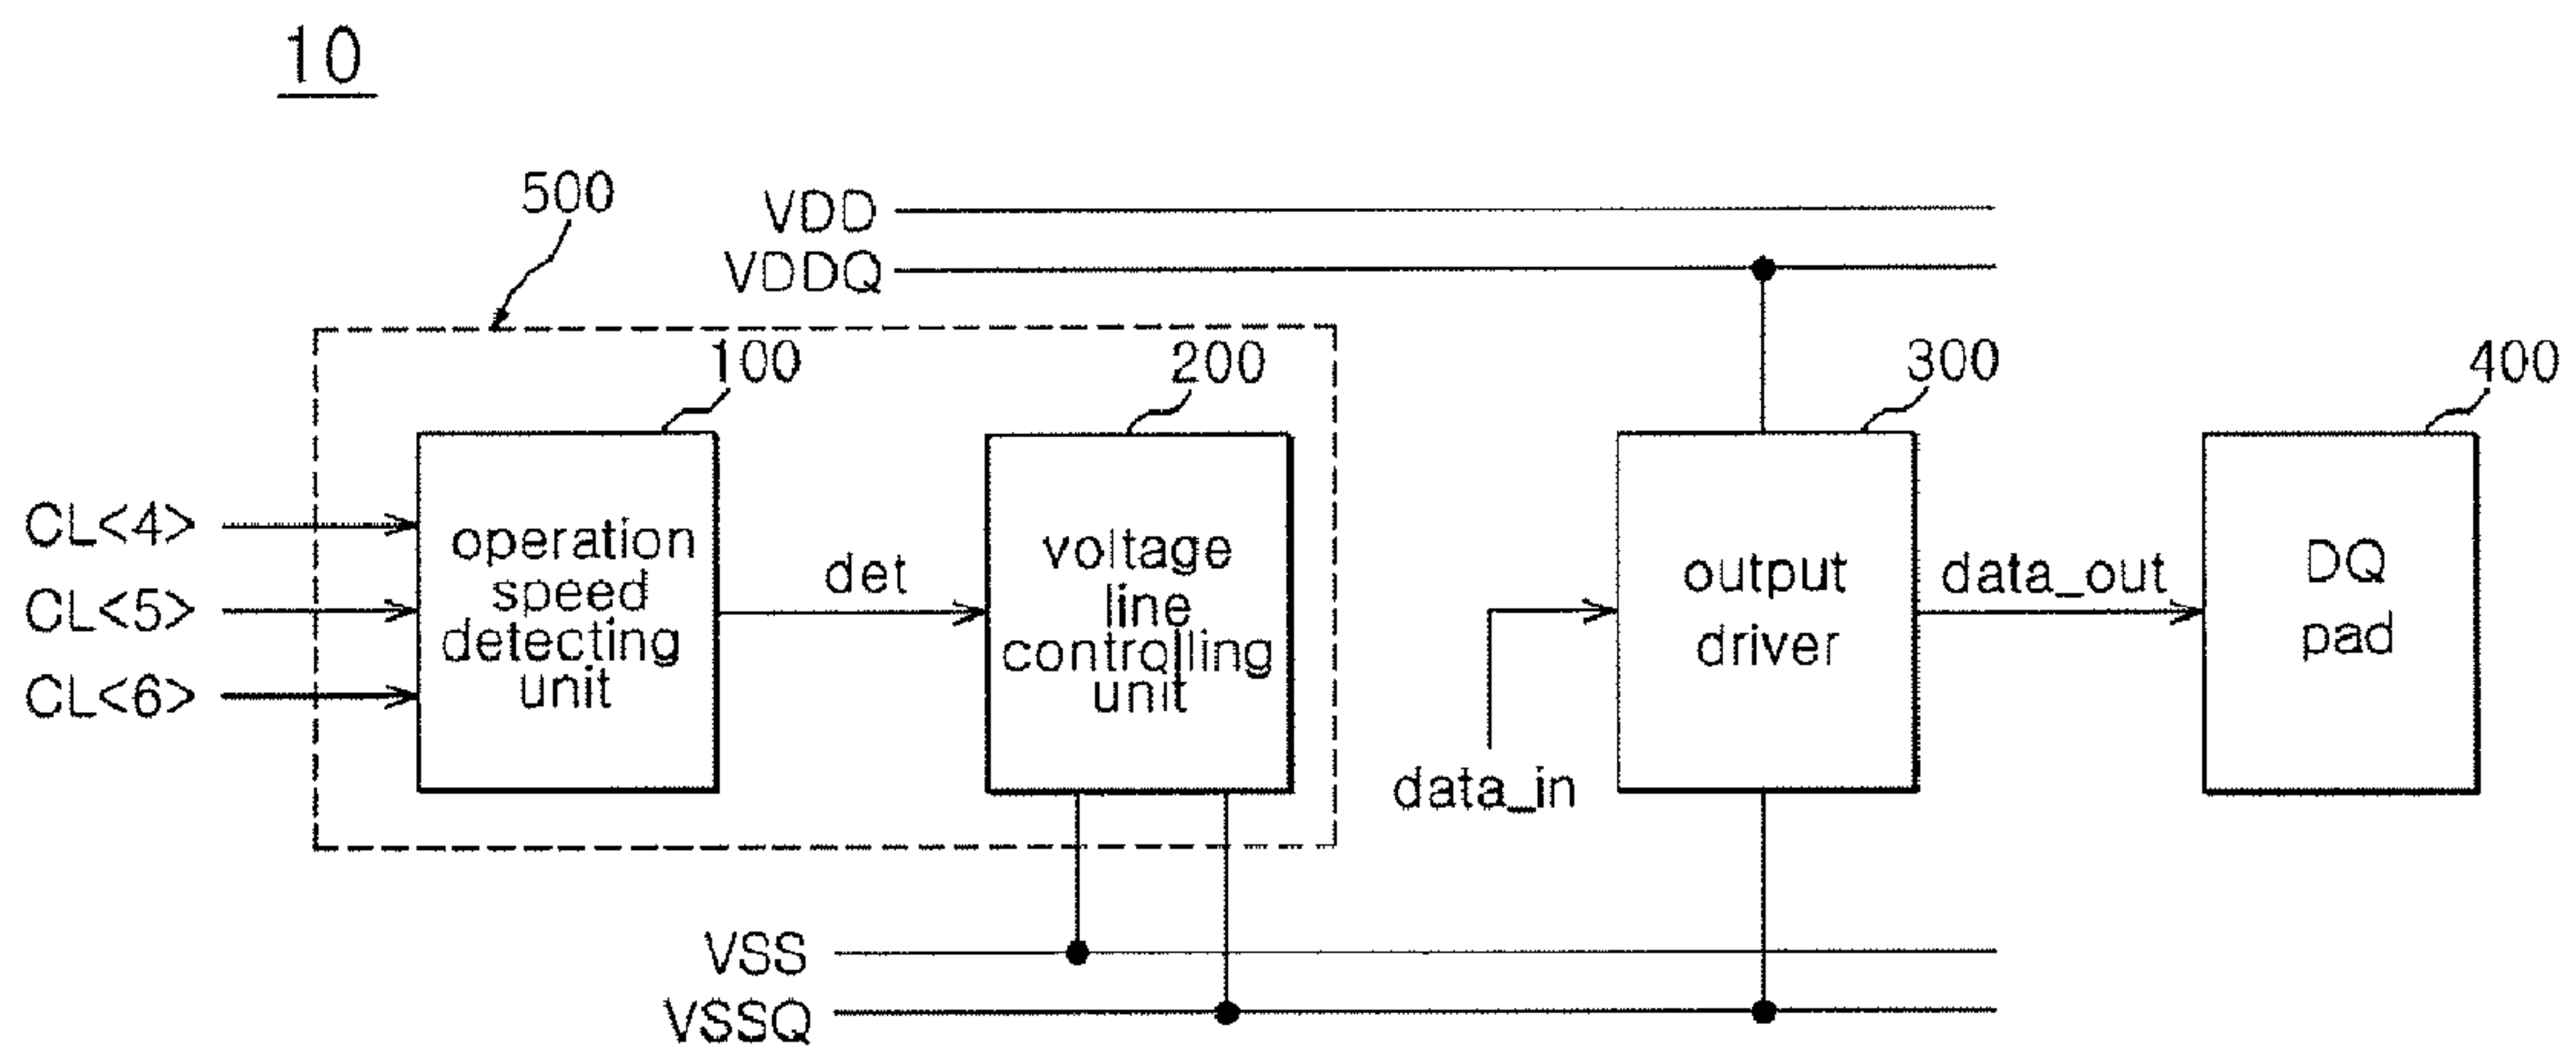 10
500
VDD
VDDQ
100
200
300
400
CL<4>
CL<5>
CL<6>
operation
speed
detecting
unit
det
voltage
line
controlling
unit
data_in
output
driver
data_out
DQ
pad
VSS
VSSQ